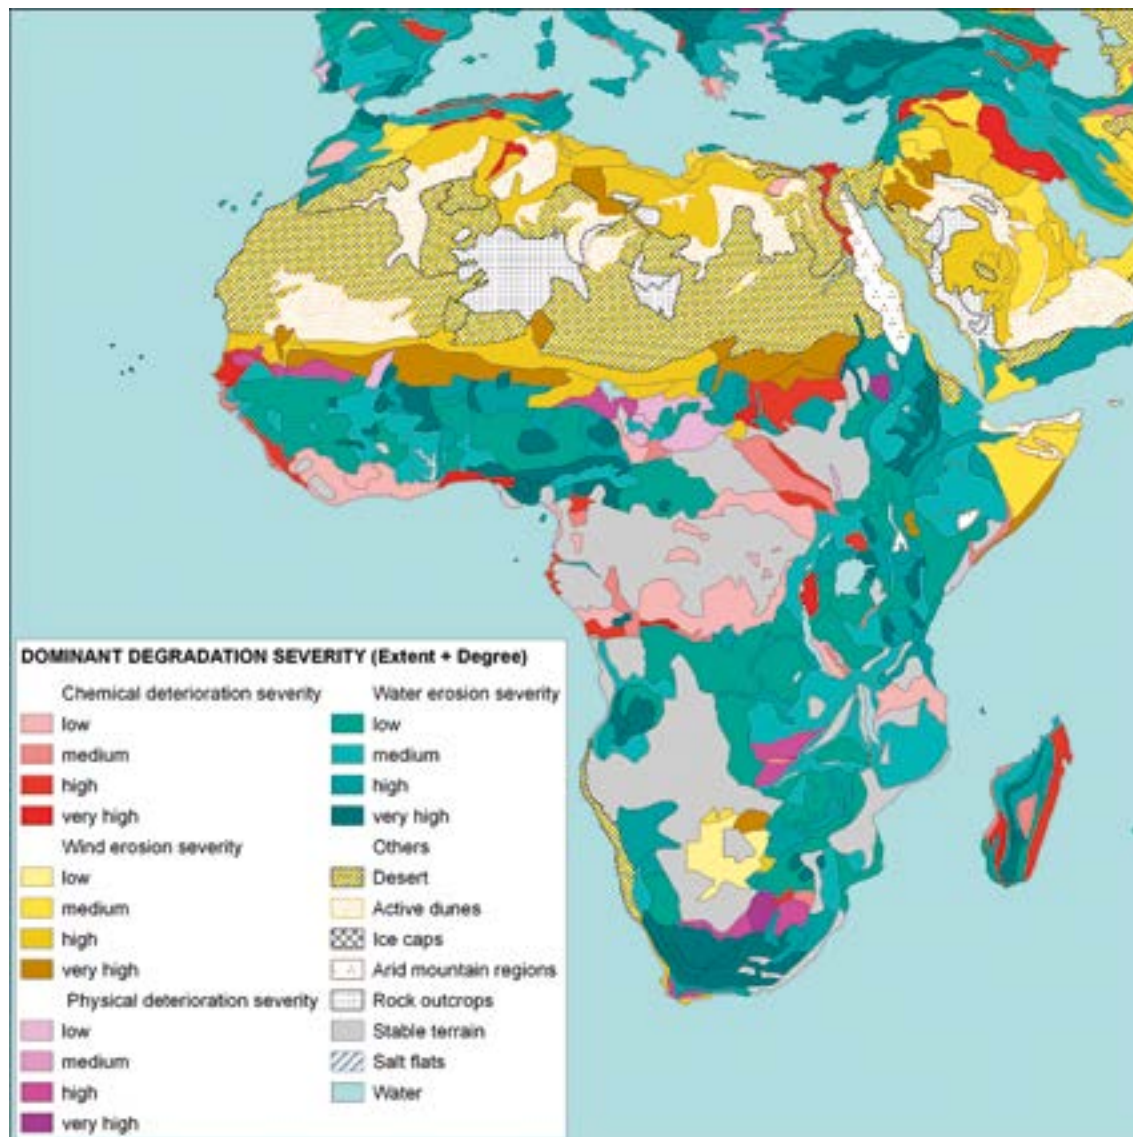 DOMINANT DEGRADATION SEVERITY (Extent + Degree)
Chemical deterioration severity
low
medium
high
very high
Wind erosion severity
low
medium
high
very high
Physical deterioration severity
low
medium
high
very high
Water erosion severity
low
medium
high
very high
Others
Desert
Active dunes
Ice caps
Arid mountain regions
Rock outcrops
Stable terrain
Salt flats
Water